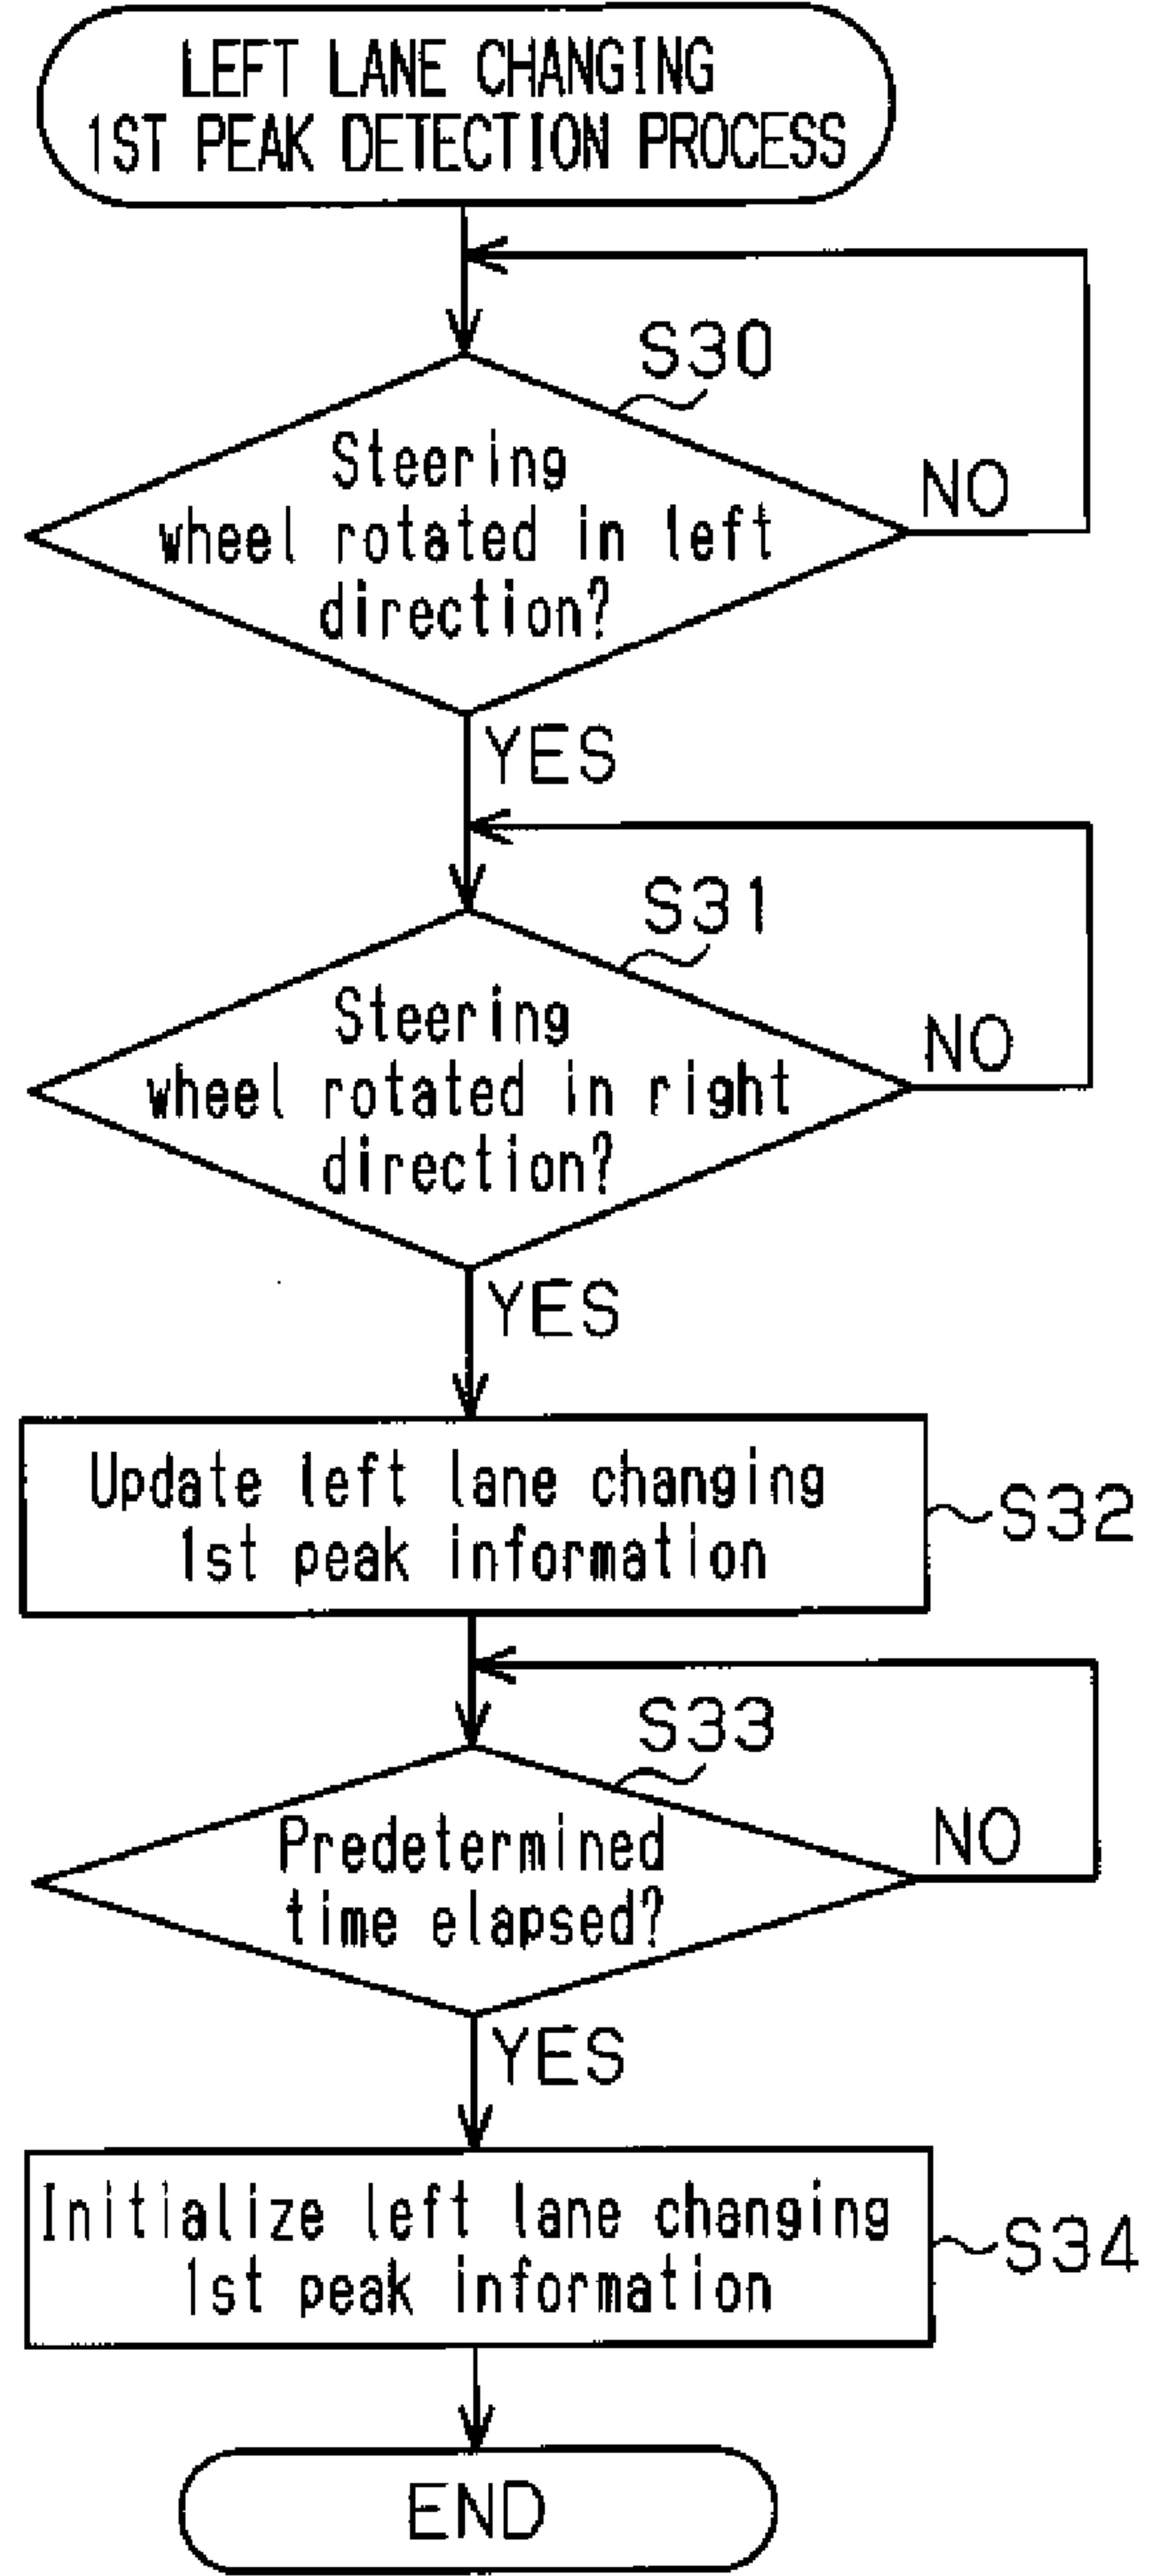 LEFT LANE CHANGING
1ST PEAK DETECTION PROCESS
S30
Steering
wheel rotated in left
direction?
NO
YES
S31
Steering
wheel rotated in right
direction?
NO
YES
Update left lane changing
1st peak information
S32
S33
Predetermined
time elapsed?
NO
YES
Initialize left lane changing
1st peak information
S34
END